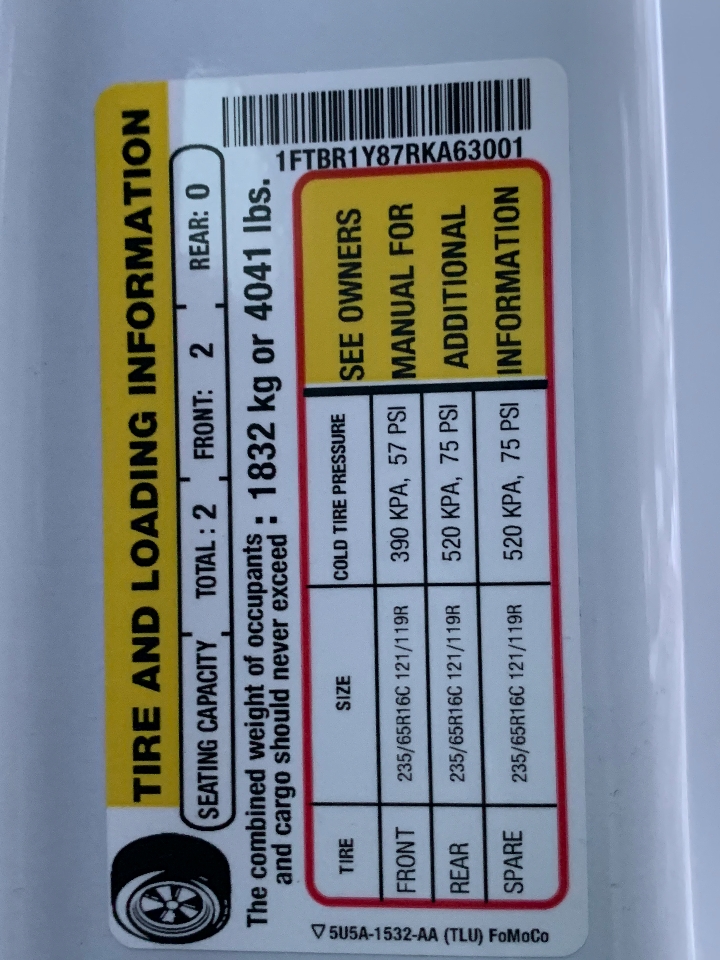 TIRE AND LOADING INFORMATION
SEATING CAPACITY TOTAL : 2 FRONT: 2 REAR: 0
The combined weight of occupants
and cargo should never exceed : 1832 kg or 4041 lbs.
1FTBR1Y87RKA63001
TIRE SIZE COLD TIRE PRESSURE
FRONT 235/65R16C 121/119R 390 KPA, 57 PSI
REAR 235/65R16C 121/119R 520 KPA, 75 PSI
SPARE 235/65R16C 121/119R 520 KPA, 75 PSI
SEE OWNERS
MANUAL FOR
ADDITIONAL
INFORMATION
5U5A-1532-AA (TLU) FoMoCo